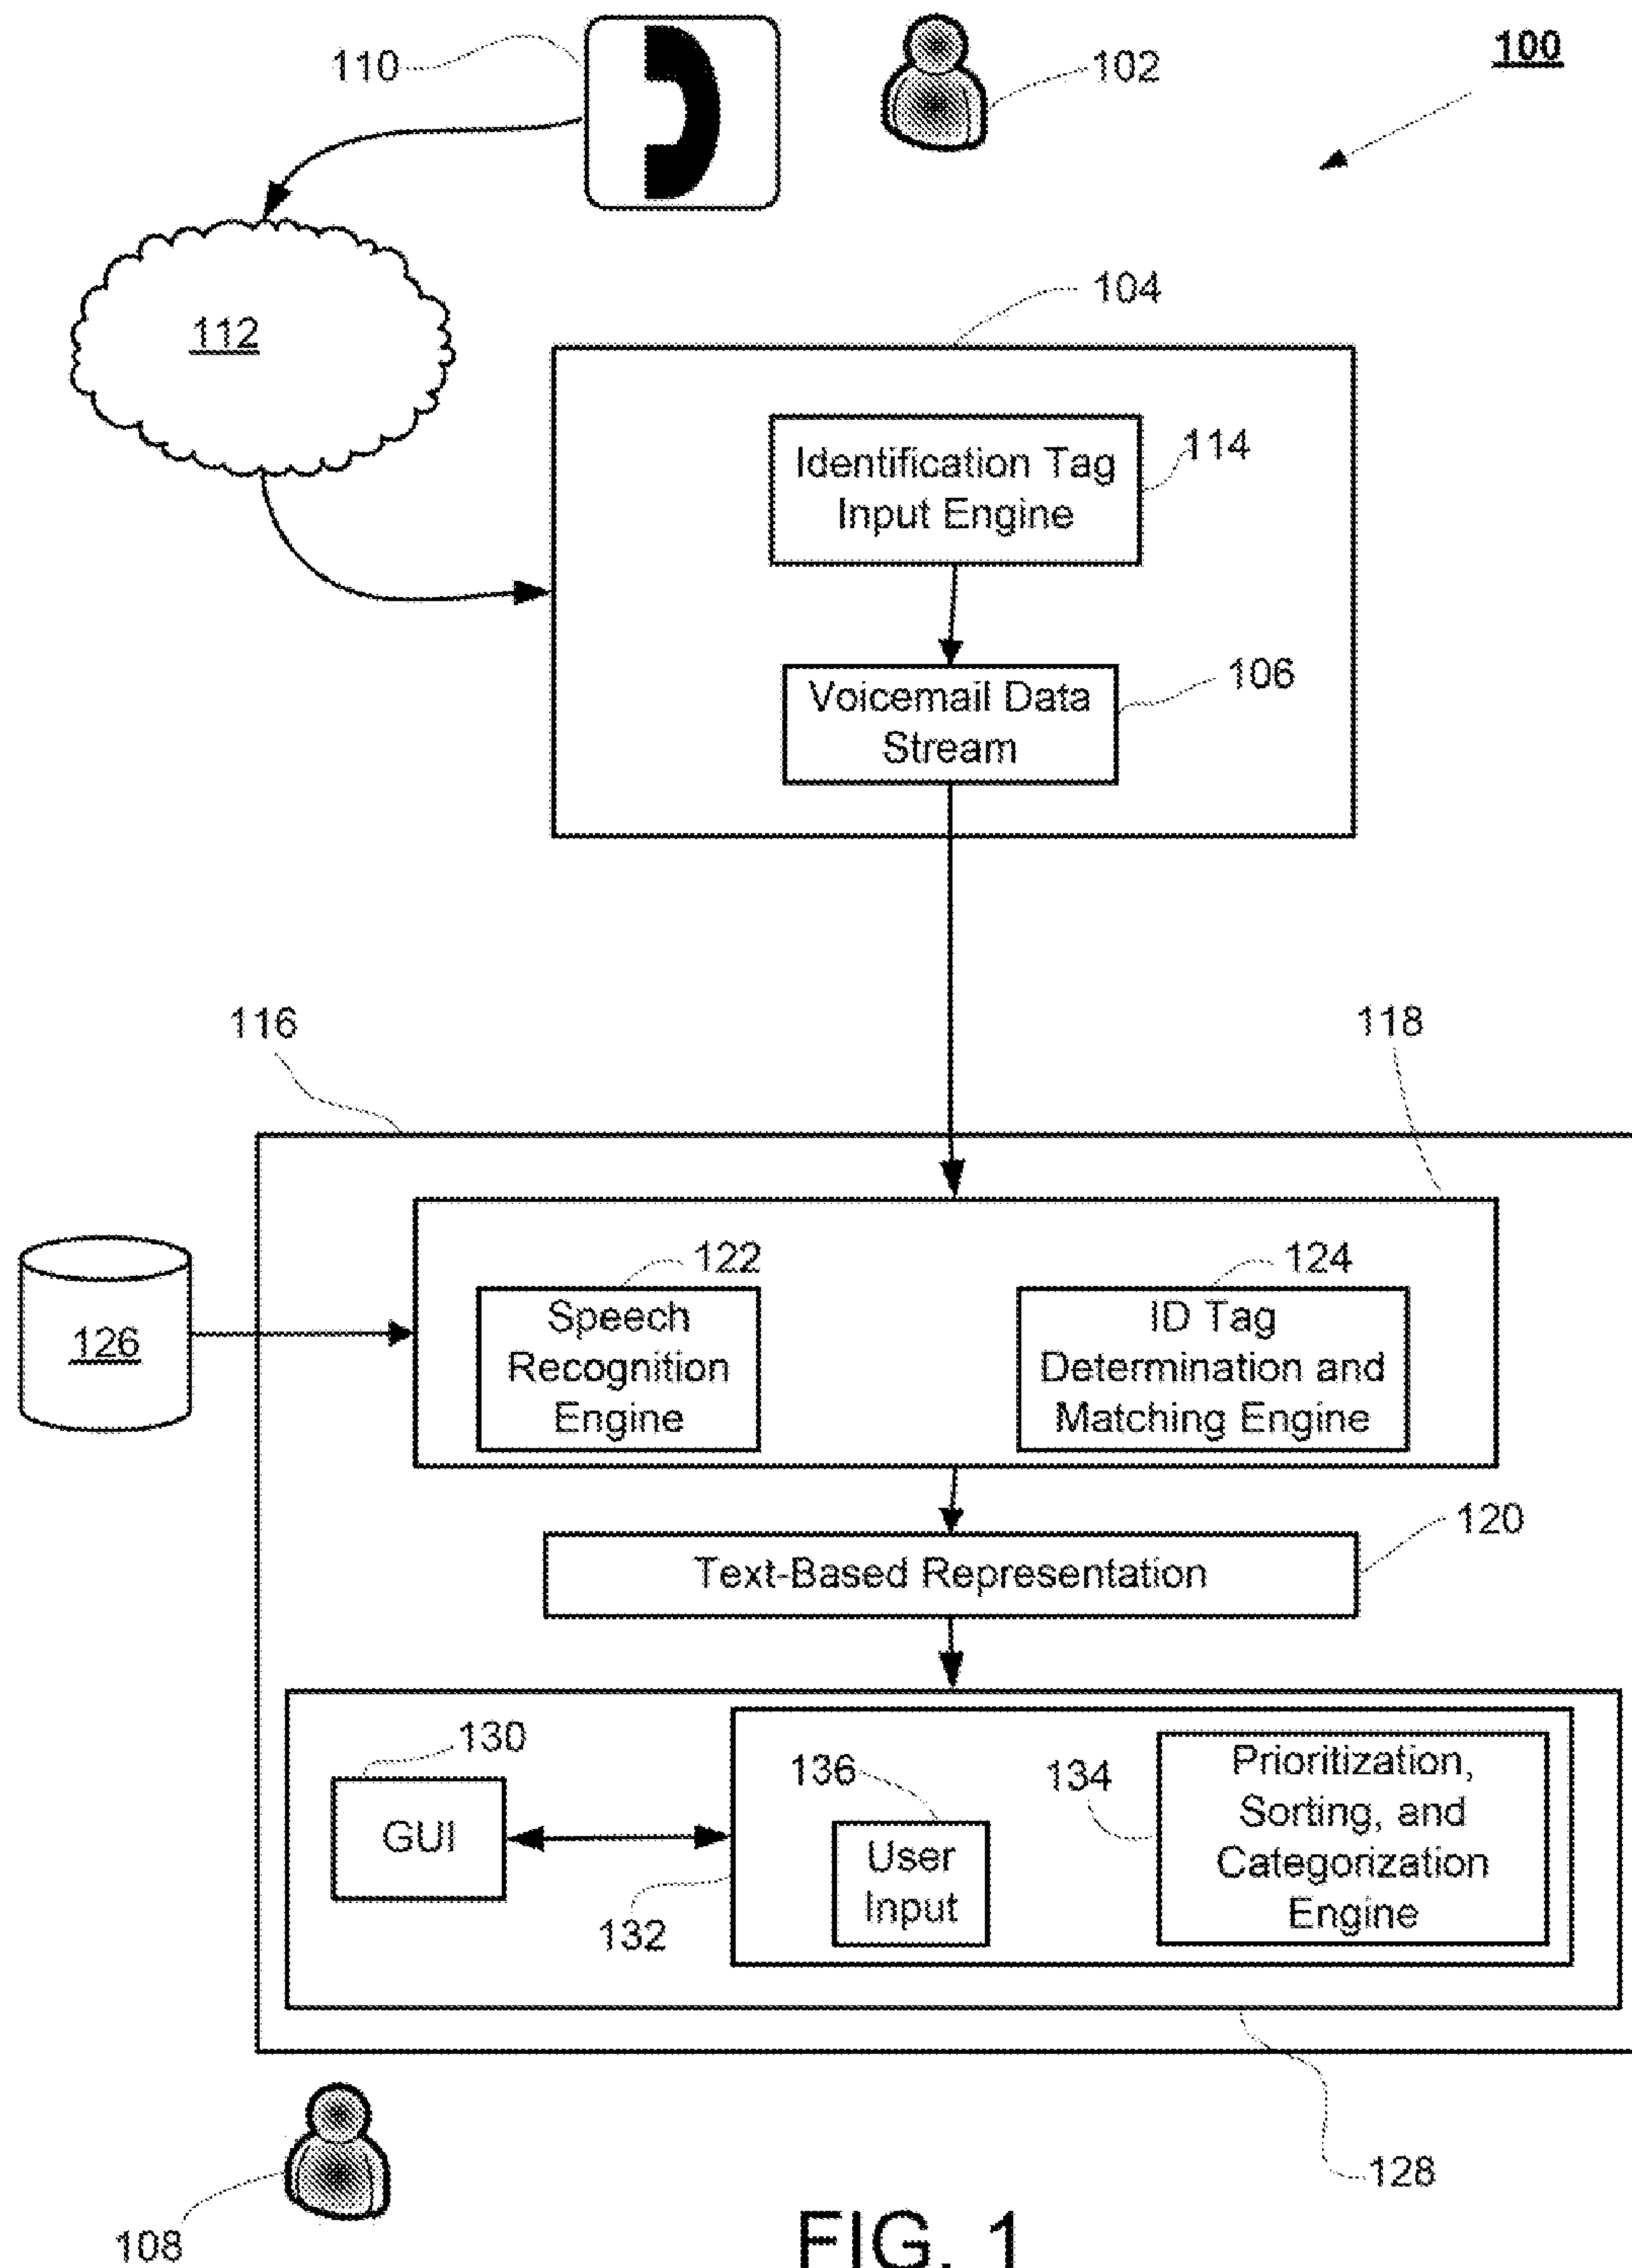 100
110
102
112
104
Identification Tag
Input Engine
114
Voicemail Data
Stream
106
116
118
126
122
Speech
Recognition
Engine
124
ID Tag
Determination and
Matching Engine
120
Text-Based Representation
130
GUI
132
136
User
Input
134
Prioritization,
Sorting, and
Categorization
Engine
128
108
FIG. 1